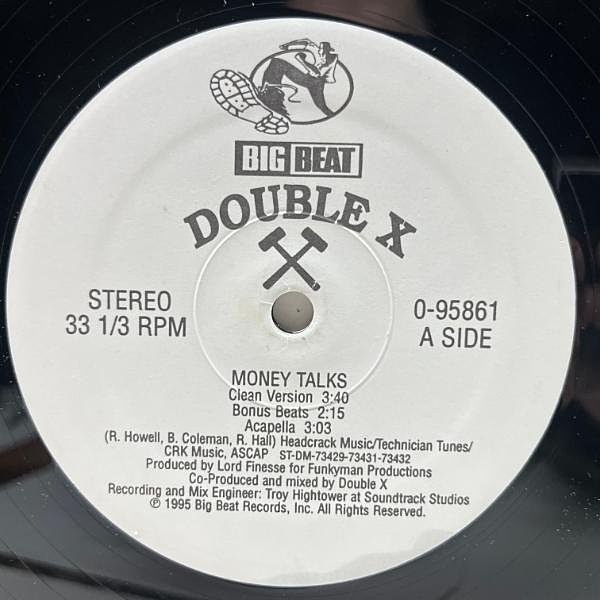 BIG BEAT
DOUBLE X
STEREO
33 1/3 RPM
0-95861
A SIDE
MONEY TALKS
Clean Version 3:40
Bonus Beats 2:15
Acapella 3:03
(R. Howell, B. Coleman, R. Hall) Headcrack Music/Technician Tunes/
CRK Music, ASCAP ST-DM-73429-73431-73432
Produced by Lord Finesse for Funkyman Productions
Co-Produced and mixed by Double X
Recording and Mix Engineer: Troy Hightower at Soundtrack Studios
℗ 1995 Big Beat Records, Inc. All Rights Reserved.